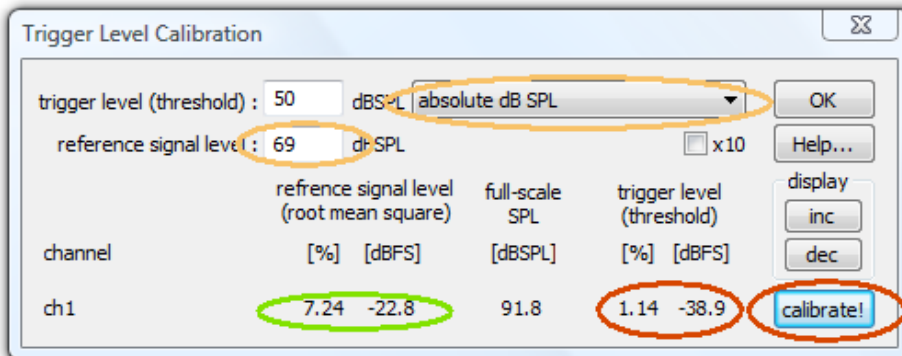 Trigger Level Calibration
trigger level (threshold) : 50 dBSPL absolute dB SPL OK
reference signal level : 69 dBSPL x10 Help...
refrence signal level full-scale trigger level display
(root mean square) SPL (threshold) inc
channel [%] [dBFS] [dBSPL] [%] [dBFS] dec
ch1 7.24 -22.8 91.8 1.14 -38.9 calibrate!